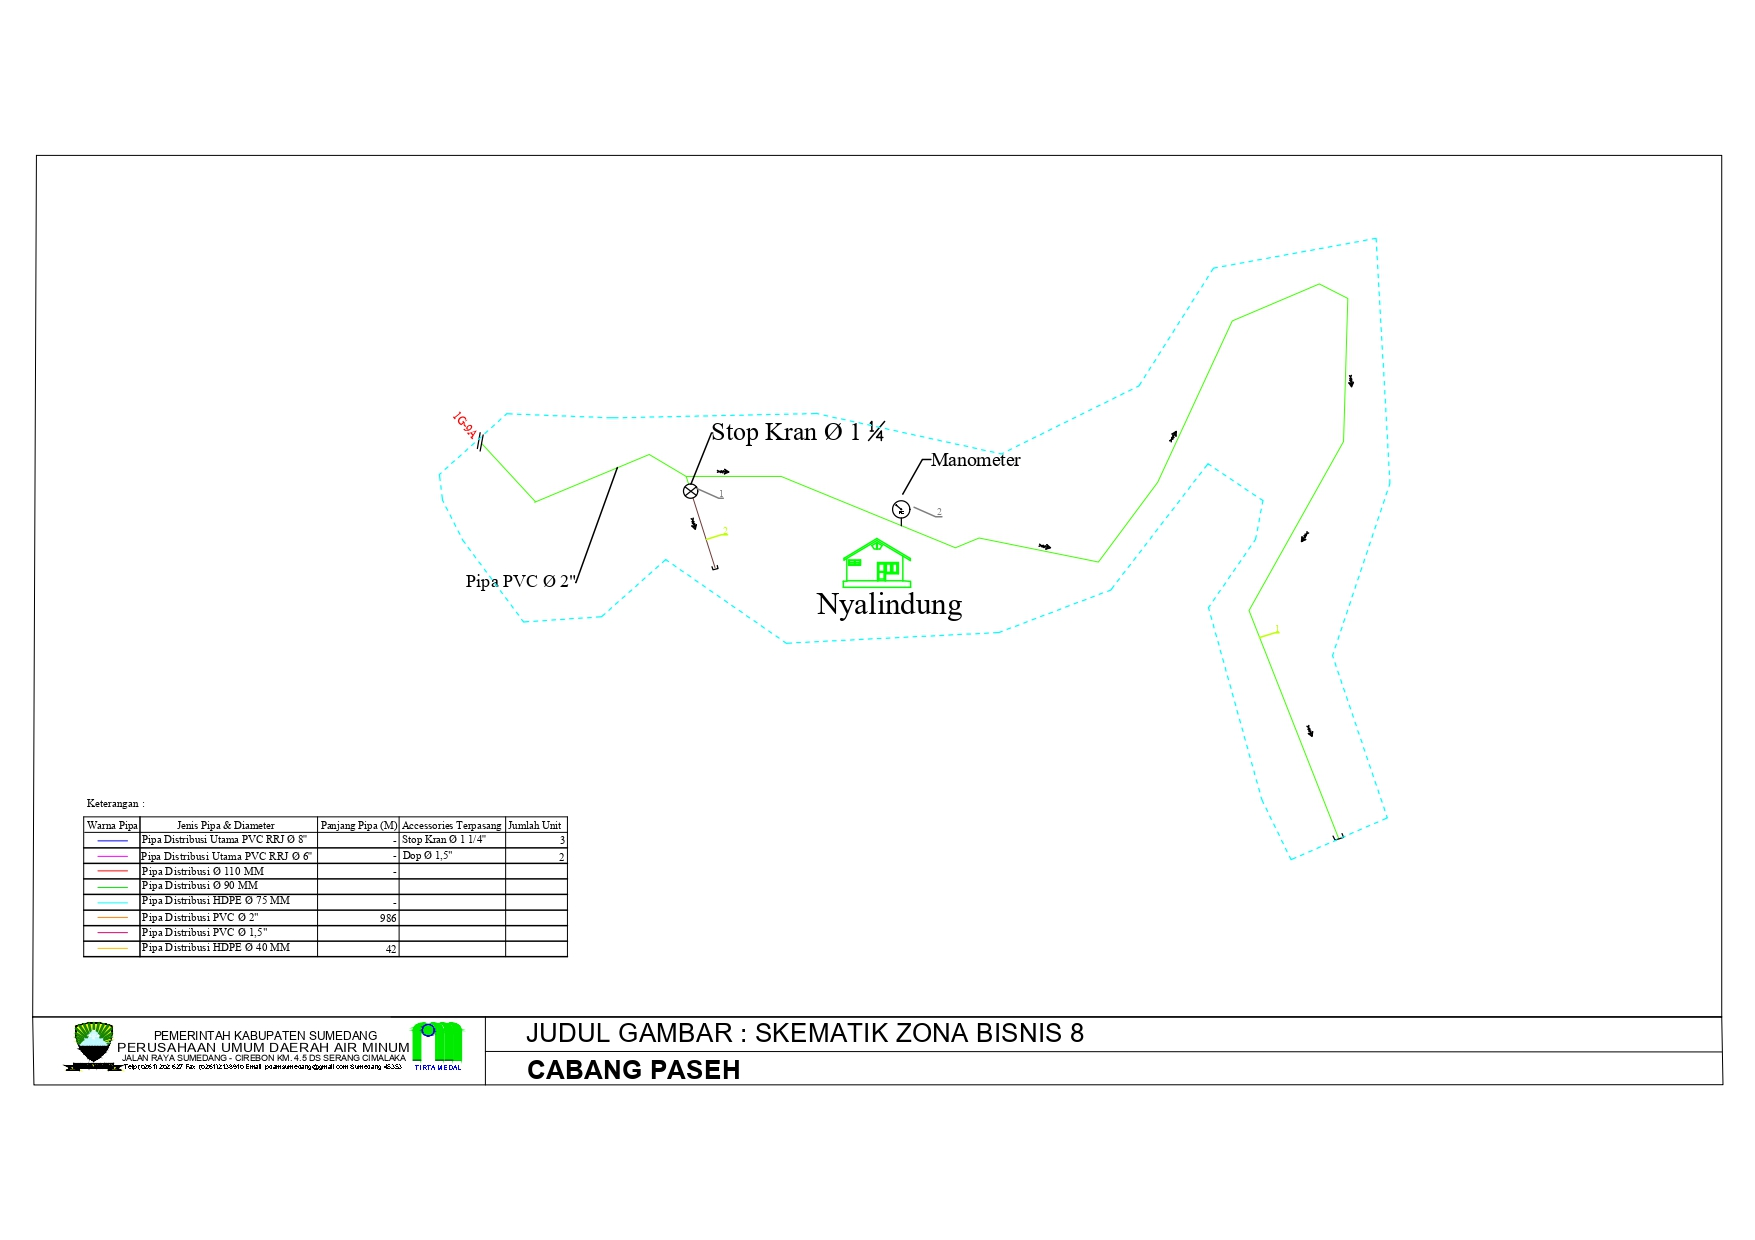 1G-9A
Stop Kran Ø 1 ¼
Manometer
1
2
2
Pipa PVC Ø 2"
Nyalindung
1
Keterangan :
Warna Pipa Jenis Pipa & Diameter Panjang Pipa (M) Accessories Terpasang Jumlah Unit
Pipa Distribusi Utama PVC RRJ Ø 8" - Stop Kran Ø 1 1/4" 3
Pipa Distribusi Utama PVC RRJ Ø 6" - Dop Ø 1,5" 2
Pipa Distribusi Ø 110 MM -
Pipa Distribusi Ø 90 MM
Pipa Distribusi HDPE Ø 75 MM -
Pipa Distribusi PVC Ø 2" 986
Pipa Distribusi PVC Ø 1,5"
Pipa Distribusi HDPE Ø 40 MM 42
PEMERINTAH KABUPATEN SUMEDANG
PERUSAHAAN UMUM DAERAH AIR MINUM
JALAN RAYA SUMEDANG - CIREBON KM. 4.5 DS SERANG CIMALAKA
TIRTA MEDAL
JUDUL GAMBAR : SKEMATIK ZONA BISNIS 8
CABANG PASEH